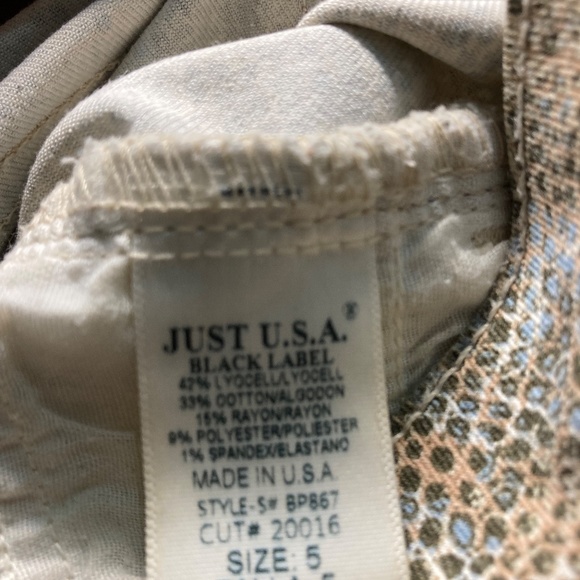 JUST U.S.A.®
BLACK LABEL
42% LYOCELL/LYOCELL
33% COTTON/ALGODON
15% RAYON/RAYON
9% POLYESTER/POLIESTER
1% SPANDEX/ELASTANO
MADE IN U.S.A.
STYLE-S# BP867
CUT# 20016
SIZE: 5